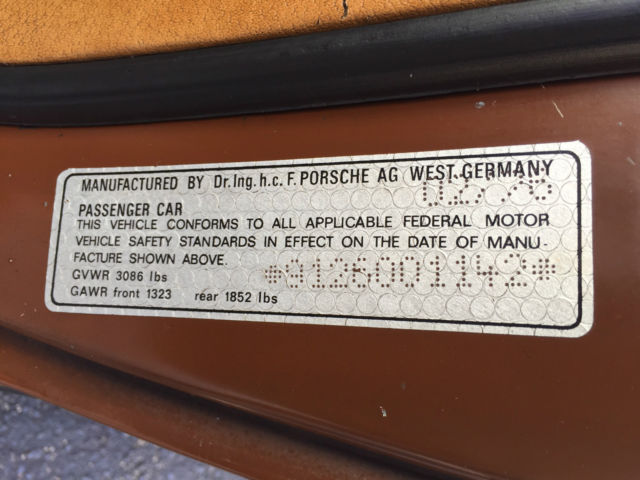 MANUFACTURED BY Dr.Ing.h.c.F.PORSCHE AG WEST GERMANY
PASSENGER CAR
THIS VEHICLE CONFORMS TO ALL APPLICABLE FEDERAL MOTOR
VEHICLE SAFETY STANDARDS IN EFFECT ON THE DATE OF MANU-
FACTURE SHOWN ABOVE.
GVWR 3086 lbs *9126001142*
GAWR front 1323 rear 1852 lbs